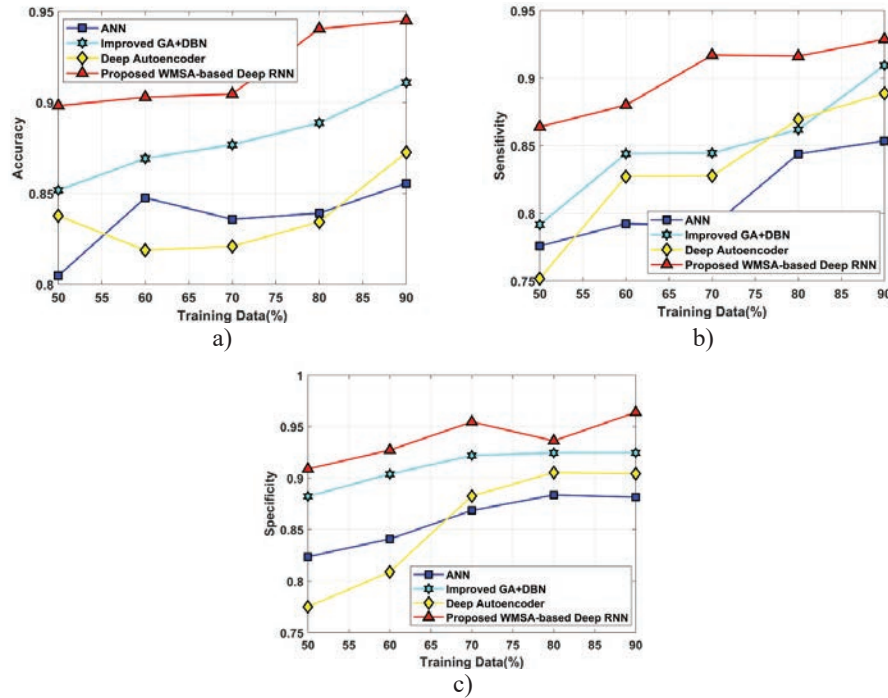 0.95
0.9
0.85
0.8
Accuracy
ANN
Improved GA+DBN
Deep Autoencoder
Proposed WMSA-based Deep RNN
50 55 60 65 70 75 80 85 90
Training Data(%)
a)
0.95
0.9
0.85
0.8
0.75
Sensitivity
ANN
Improved GA+DBN
Deep Autoencoder
Proposed WMSA-based Deep RNN
50 55 60 65 70 75 80 85 90
Training Data(%)
b)
1
0.95
0.9
0.85
0.8
0.75
Specificity
ANN
Improved GA+DBN
Deep Autoencoder
Proposed WMSA-based Deep RNN
50 55 60 65 70 75 80 85 90
Training Data(%)
c)